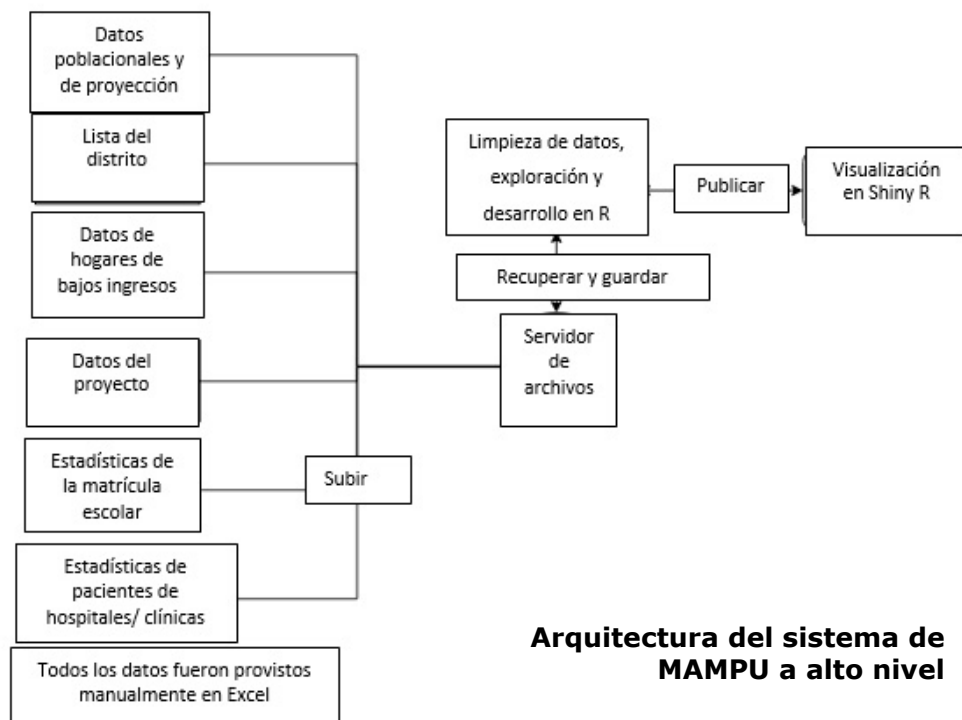 Datos
poblacionales y
de proyección
Lista del
distrito
Datos de
hogares de
bajos ingresos
Datos del
proyecto
Estadísticas de
la matrícula
escolar
Estadísticas de
pacientes de
hospitales/ clínicas
Todos los datos fueron provistos
manualmente en Excel
Subir
Limpieza de datos,
exploración y
desarrollo en R
Publicar
Visualización
en Shiny R
Recuperar y guardar
Servidor
de
archivos
Arquitectura del sistema de
MAMPU a alto nivel